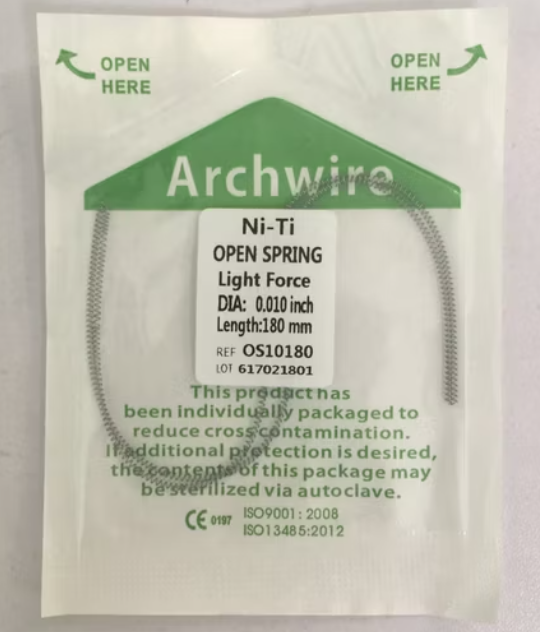 OPEN
HERE
OPEN
HERE
Archwire
Ni-Ti
OPEN SPRING
Light Force
DIA: 0.010 inch
Length:180 mm
REF OS10180
LOT 617021801
This product has
been individually packaged to
reduce cross contamination.
If additional protection is desired,
the contents of this package may
be sterilized via autoclave.
CE 0197 ISO9001: 2008
ISO13485:2012